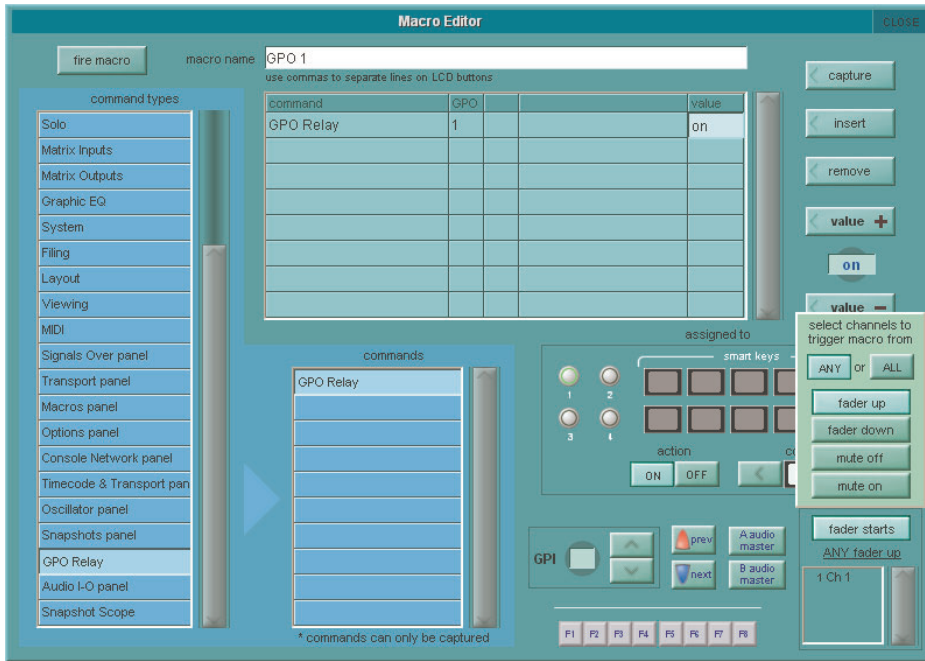 Macro Editor
CLOSE
fire macro
macro name
GPO 1
use commas to separate lines on LCD buttons
capture
insert
remove
value +
on
value −
command types
Solo
Matrix Inputs
Matrix Outputs
Graphic EQ
System
Filing
Layout
Viewing
MIDI
Signals Over panel
Transport panel
Macros panel
Options panel
Console Network panel
Timecode & Transport pan
Oscillator panel
Snapshots panel
GPO Relay
Audio I-O panel
Snapshot Scope
command GPO value
GPO Relay 1 on
commands
GPO Relay
* commands can only be captured
assigned to
smart keys
1 2
3 4
action
ON OFF
co
select channels to
trigger macro from
ANY or ALL
fader up
fader down
mute off
mute on
fader starts
ANY fader up
1 Ch 1
GPI
prev
next
A audio
master
B audio
master
F1 F2 F3 F4 F5 F6 F7 F8